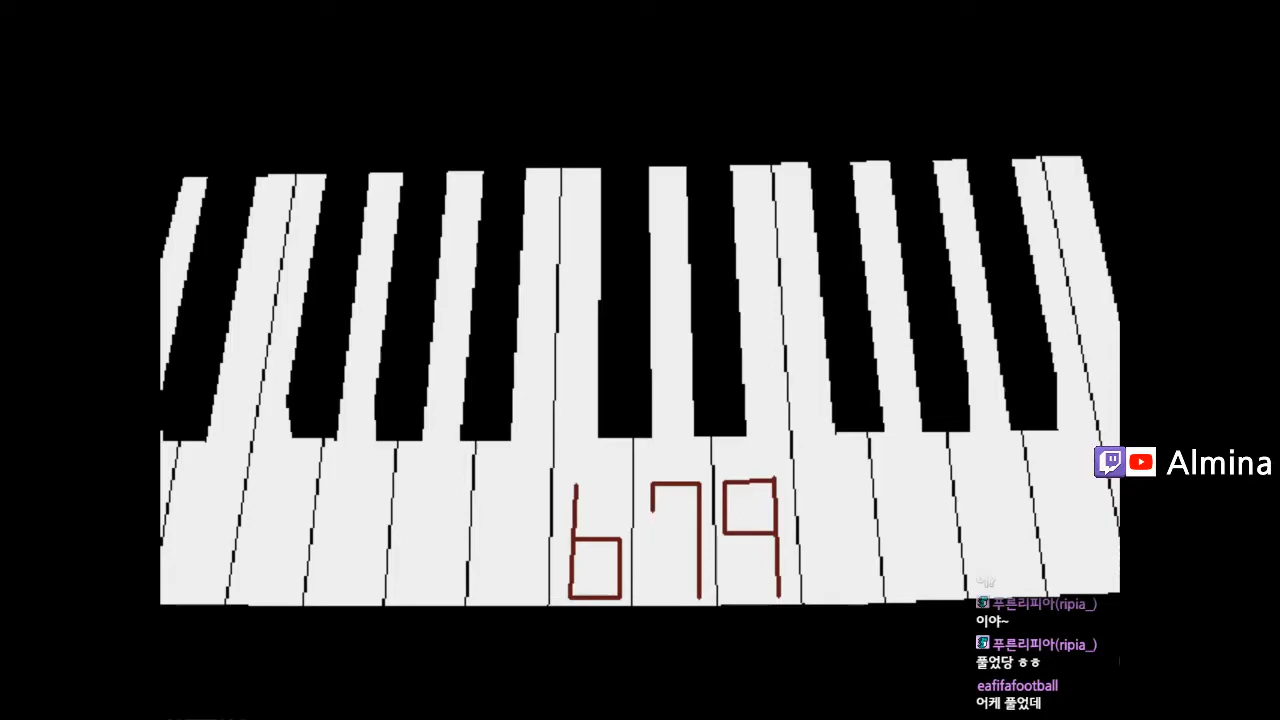 679
Almina
푸른리피아(ripia_)
이야~
푸른리피아(ripia_)
풀었당 ㅎㅎ
eafifafootball
어케 풀었데